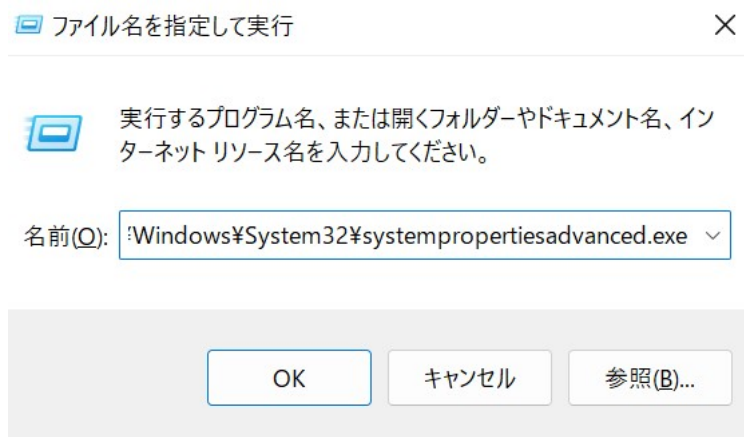 ファイル名を指定して実行
実行するプログラム名、または開くフォルダーやドキュメント名、イン
ターネット リソース名を入力してください。
名前(O): ¥Windows¥System32¥systempropertiesadvanced.exe
OK キャンセル 参照(B)...